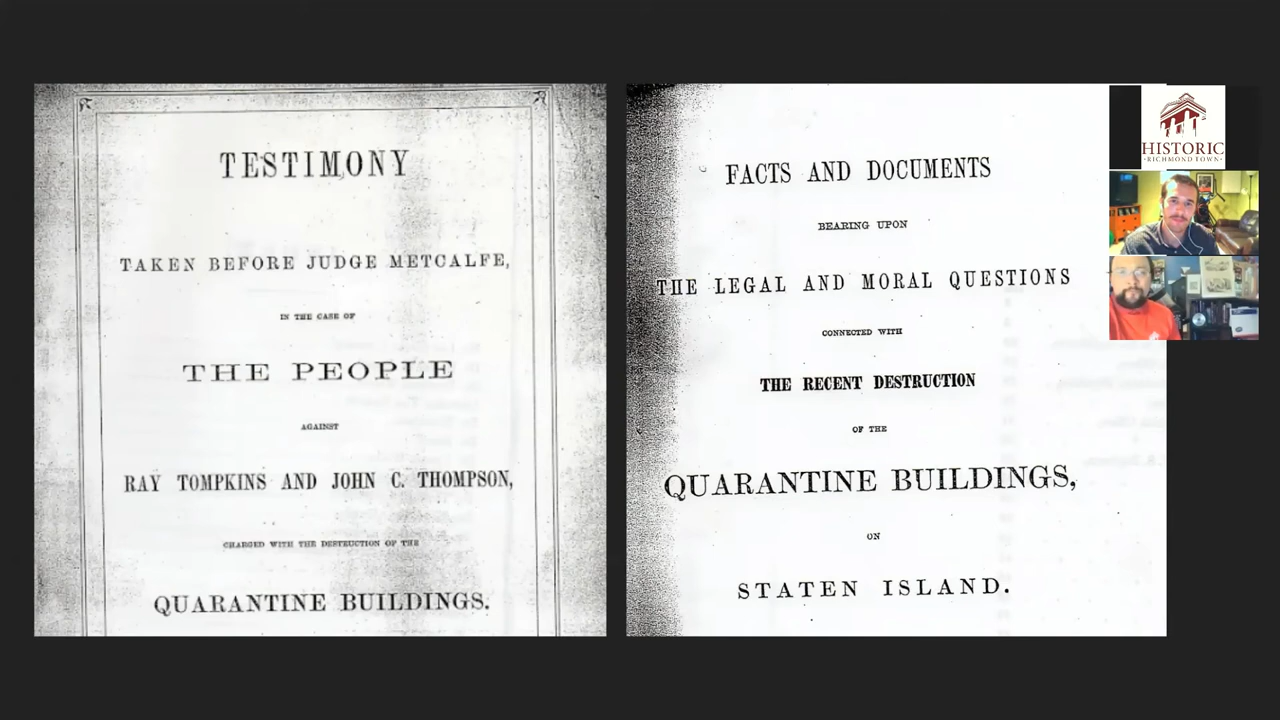 TESTIMONY
TAKEN BEFORE JUDGE METCALFE,
IN THE CASE OF
THE PEOPLE
AGAINST
RAY TOMPKINS AND JOHN C. THOMPSON,
CHARGED WITH THE DESTRUCTION OF THE
QUARANTINE BUILDINGS.
FACTS AND DOCUMENTS
BEARING UPON
THE LEGAL AND MORAL QUESTIONS
CONNECTED WITH
THE RECENT DESTRUCTION
OF THE
QUARANTINE BUILDINGS,
ON
STATEN ISLAND.
HISTORIC
·RICHMOND TOWN·